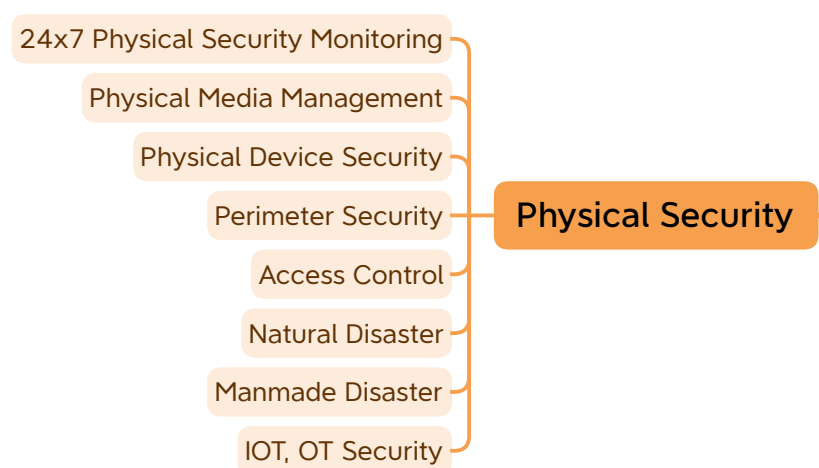 24x7 Physical Security Monitoring
Physical Media Management
Physical Device Security
Perimeter Security
Physical Security
Access Control
Natural Disaster
Manmade Disaster
IOT, OT Security